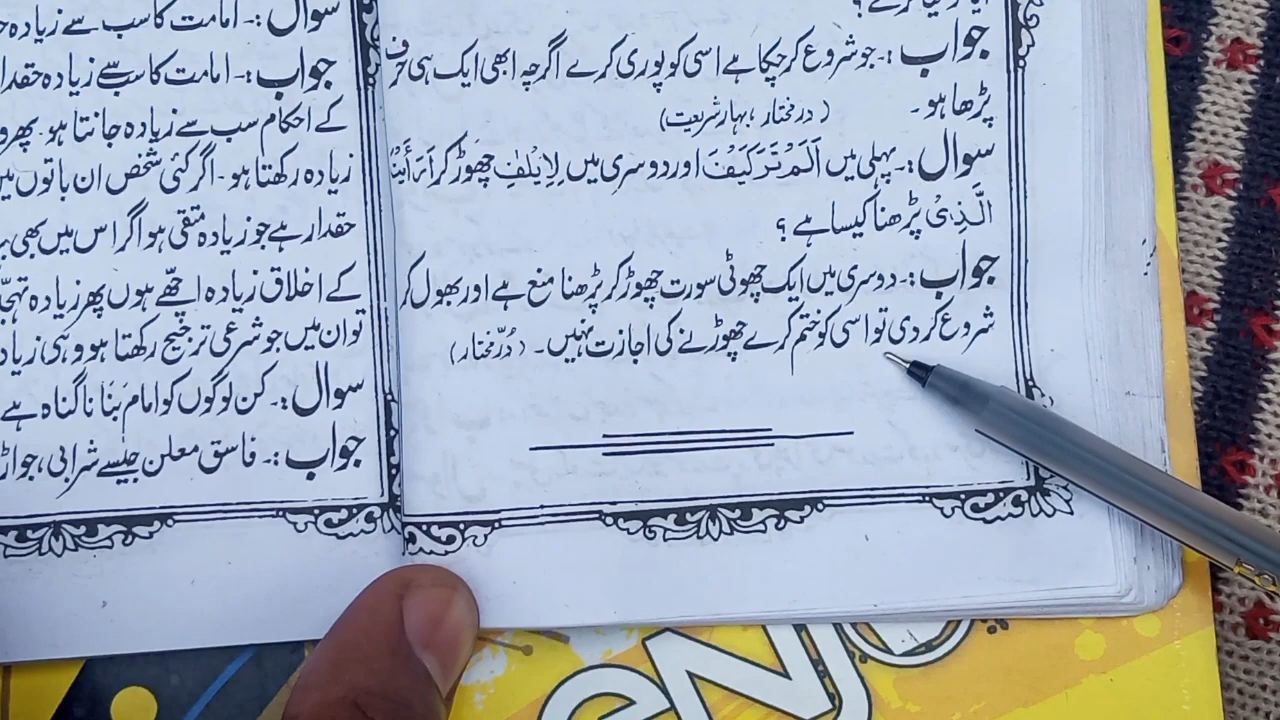 جواب :۔ جو شروع کرچکا ہے اسی کو پوری کرے اگرچہ ابھی ایک ہی حرف
پڑھا ہو۔ (درمختار ، بہار شریعت)
سوال :۔ پہلی میں اَلَمْ تَرَ کَیْفَ اور دوسری میں لِاِیْلٰفِ چھوڑ کر اَرَأَیْتَ
الَّذِیْ پڑھنا کیسا ہے ؟
جواب :۔ دوسری میں ایک چھوٹی سورت چھوڑ کر پڑھنا منع ہے اور بھول کر
شروع کردی تو اسی کو ختم کرے چھوڑنے کی اجازت نہیں۔ (دُرّمختار)
سوال :۔ امامت کا سب سے زیادہ
جواب :۔ امامت کا سب سے زیادہ حقدار
کے احکام سب سے زیادہ جانتا ہو۔ پھر
زیادہ رکھتا ہو۔ اگر کئی شخص ان باتوں میں
حقدار ہے جو زیادہ متقی ہو اگر اس میں بھی
کے اخلاق زیادہ اچھے ہوں پھر زیادہ تہجد
تو ان میں جو شرعی ترجیح رکھتا ہو وہی زیادہ
سوال :۔ کن لوگوں کو امام بَنَا نا گناہ ہے
جواب :۔ فاسق معلن جیسے شرابی ،
enjo